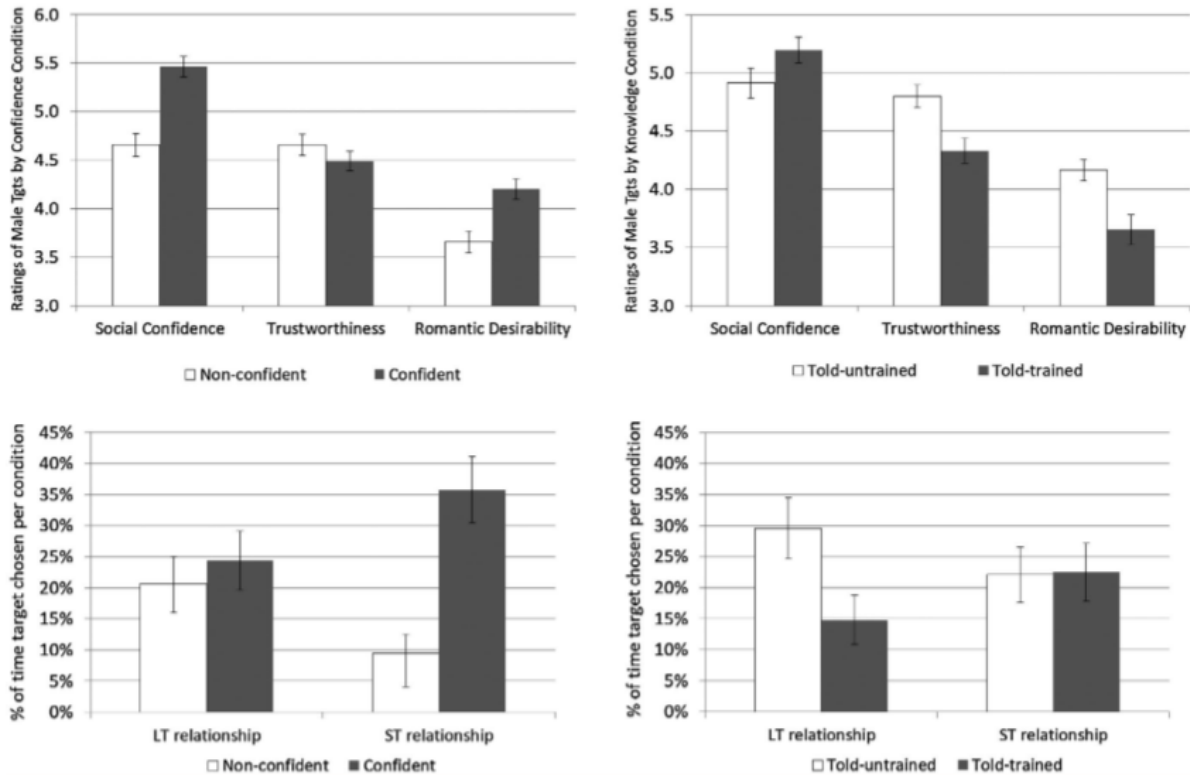 Ratings of Male Tgts by Confidence Condition
6.0
5.5
5.0
4.5
4.0
3.5
3.0
Social Confidence Trustworthiness Romantic Desirability
Non-confident Confident
Ratings of Male Tgts by Knowledge Condition
5.5
5.0
4.5
4.0
3.5
3.0
Social Confidence Trustworthiness Romantic Desirability
Told-untrained Told-trained
% of time target chosen per condition
45%
40%
35%
30%
25%
20%
15%
10%
5%
0%
LT relationship ST relationship
Non-confident Confident
% of time target chosen per condition
45%
40%
35%
30%
25%
20%
15%
10%
5%
0%
LT relationship ST relationship
Told-untrained Told-trained